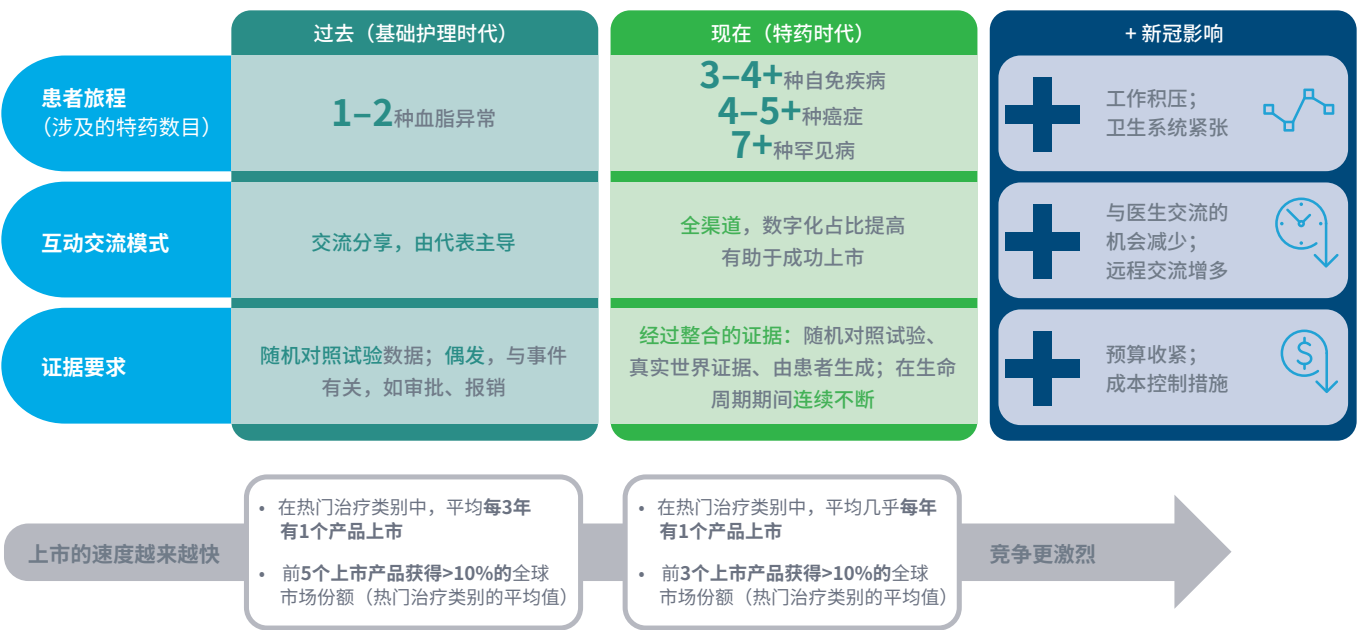 过去（基础护理时代）
现在（特药时代）
+ 新冠影响
患者旅程
（涉及的特药数目）
1–2种血脂异常
3–4+种自免疾病
4–5+种癌症
7+种罕见病
工作积压；
卫生系统紧张
互动交流模式
交流分享，由代表主导
全渠道，数字化占比提高
有助于成功上市
与医生交流的
机会减少；
远程交流增多
证据要求
随机对照试验数据；偶发，与事件
有关，如审批、报销
经过整合的证据：随机对照试验、
真实世界证据、由患者生成；在生命
周期期间连续不断
预算收紧；
成本控制措施
上市的速度越来越快
• 在热门治疗类别中，平均每3年
有1个产品上市
• 前5个上市产品获得>10%的全球
市场份额（热门治疗类别的平均值）
• 在热门治疗类别中，平均几乎每年
有1个产品上市
• 前3个上市产品获得>10%的全球
市场份额（热门治疗类别的平均值）
竞争更激烈